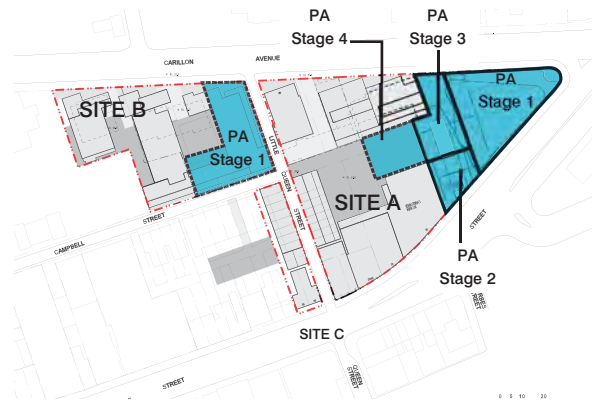 PA
Stage 4
PA
Stage 3
CARILLON AVENUE
PA
Stage 1
SITE B
PA
Stage 1
LITTLE QUEEN STREET
SITE A
CAMPBELL STREET
STREET
PA
Stage 2
SITE C
QUEEN
STREET
STREET
0 5 10 20